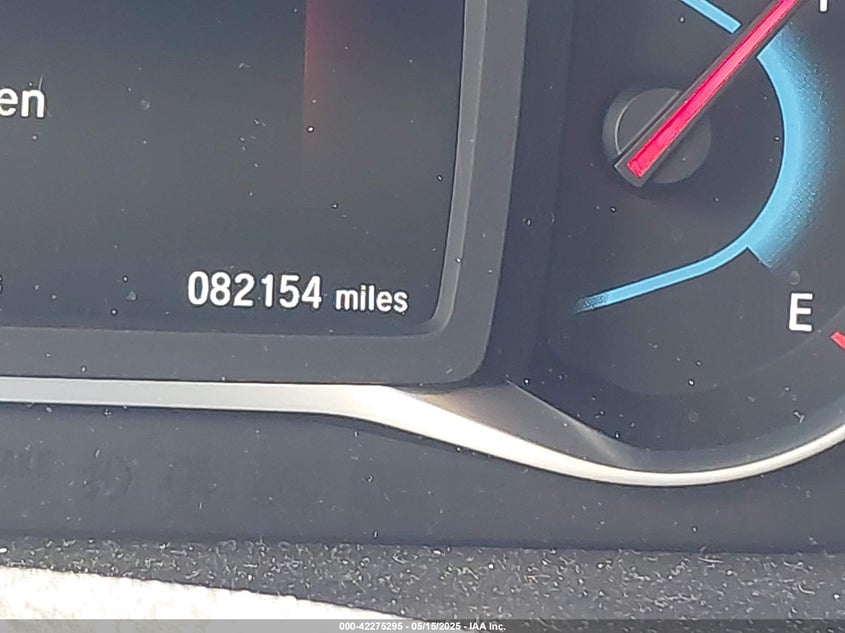 en
082154 miles
E
000-42275295 - 05/15/2025 - IAA Inc.